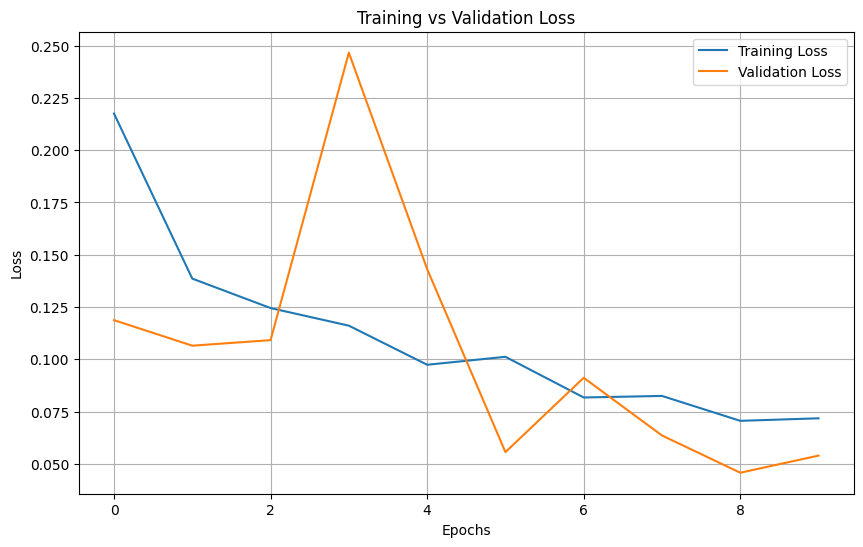 Training vs Validation Loss
Training Loss
Validation Loss
0.250
0.225
0.200
0.175
0.150
0.125
0.100
0.075
0.050
Loss
0 2 4 6 8
Epochs